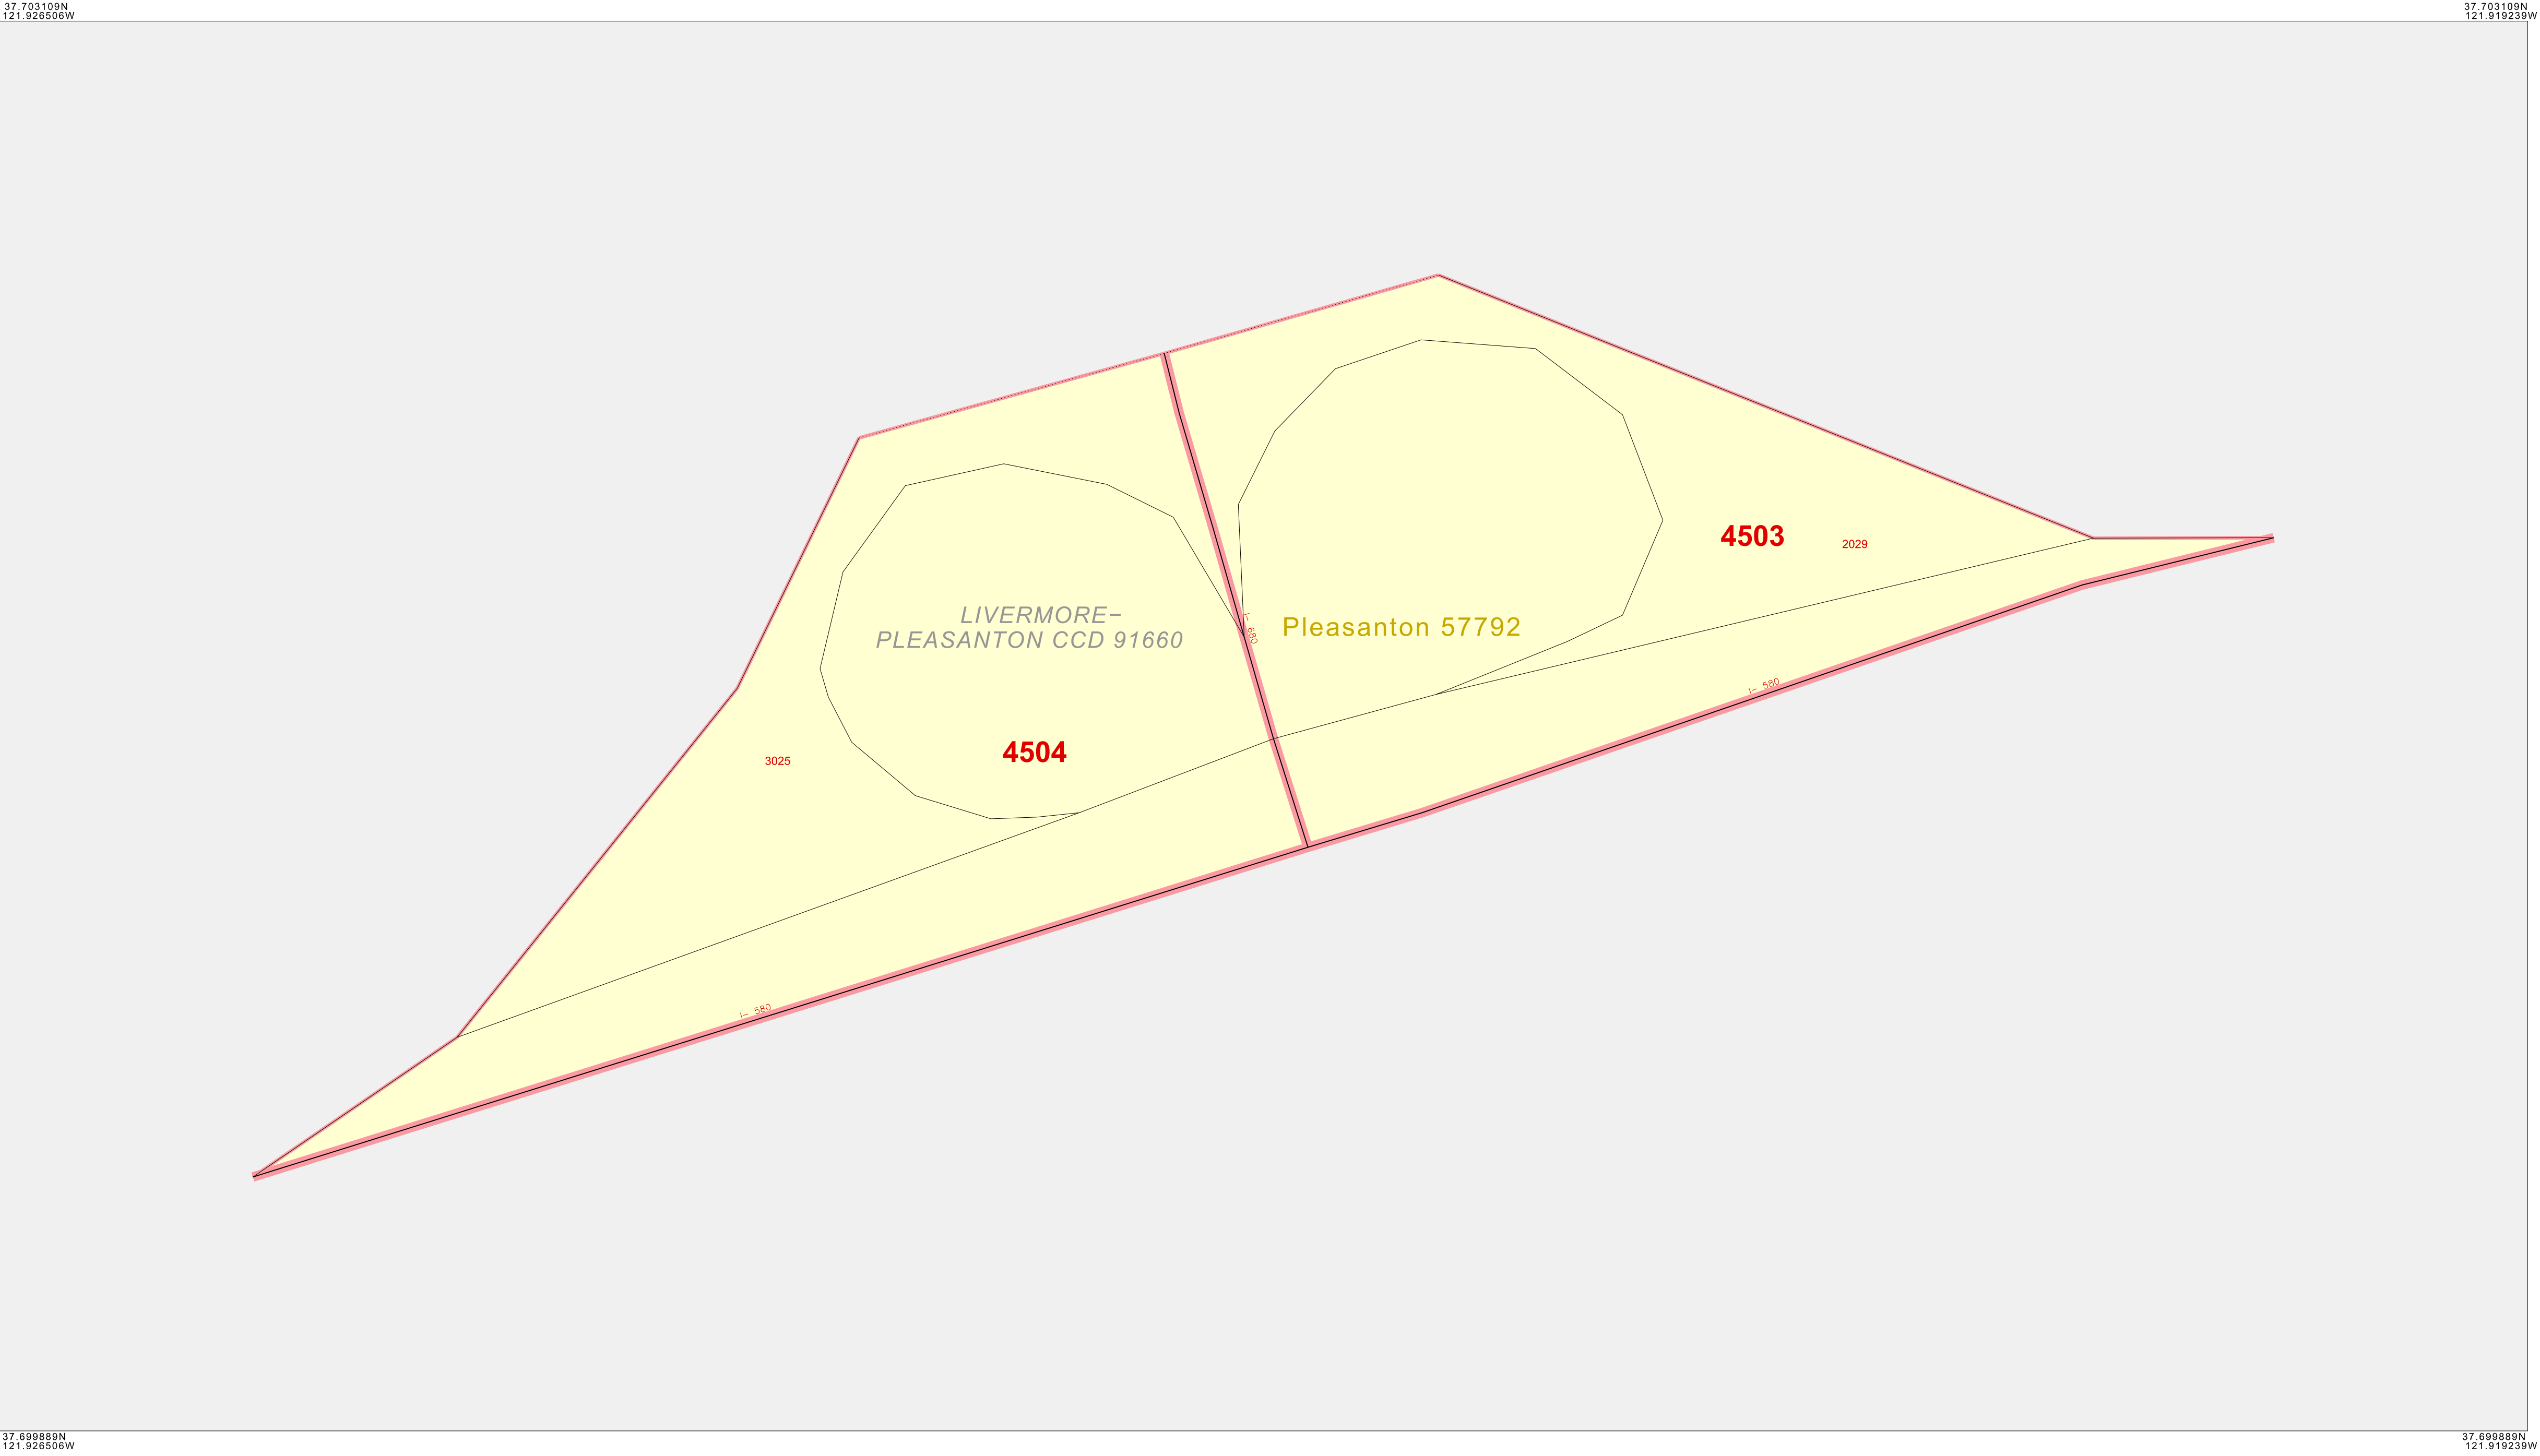 37.703109N
121.926506W
37.703109N
121.919239W
4503
2029
LIVERMORE–
PLEASANTON CCD 91660
I– 680
Pleasanton 57792
I– 580
4504
3025
I– 580
37.699889N
121.926506W
37.699889N
121.919239W